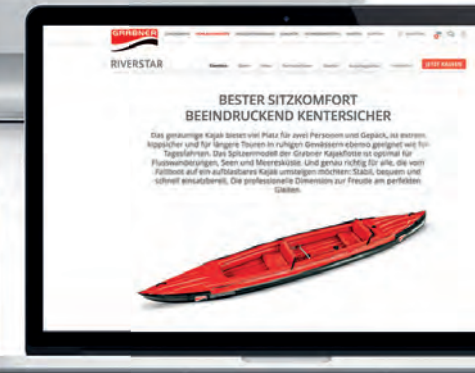 GRABNER
RIVERSTAR
JETZT KAUFEN
BESTER SITZKOMFORT
BEEINDRUCKEND KENTERSICHER
Das geräumige Kajak bietet viel Platz für zwei Personen und Gepäck, ist extrem
kippsicher und für längere Touren in ruhigen Gewässern ebenso geeignet wie für
Tagesfahrten. Das Spitzenmodell der Grabner Kajakflotte ist optimal für
Flusswanderungen, Seen und Meeresküste. Und genau richtig für alle, die vom
Faltboot auf ein aufblasbares Kajak umsteigen möchten: Stabil, bequem und
schnell einsatzbereit. Die professionelle Dimension zur Freude am perfekten
Gleiten.